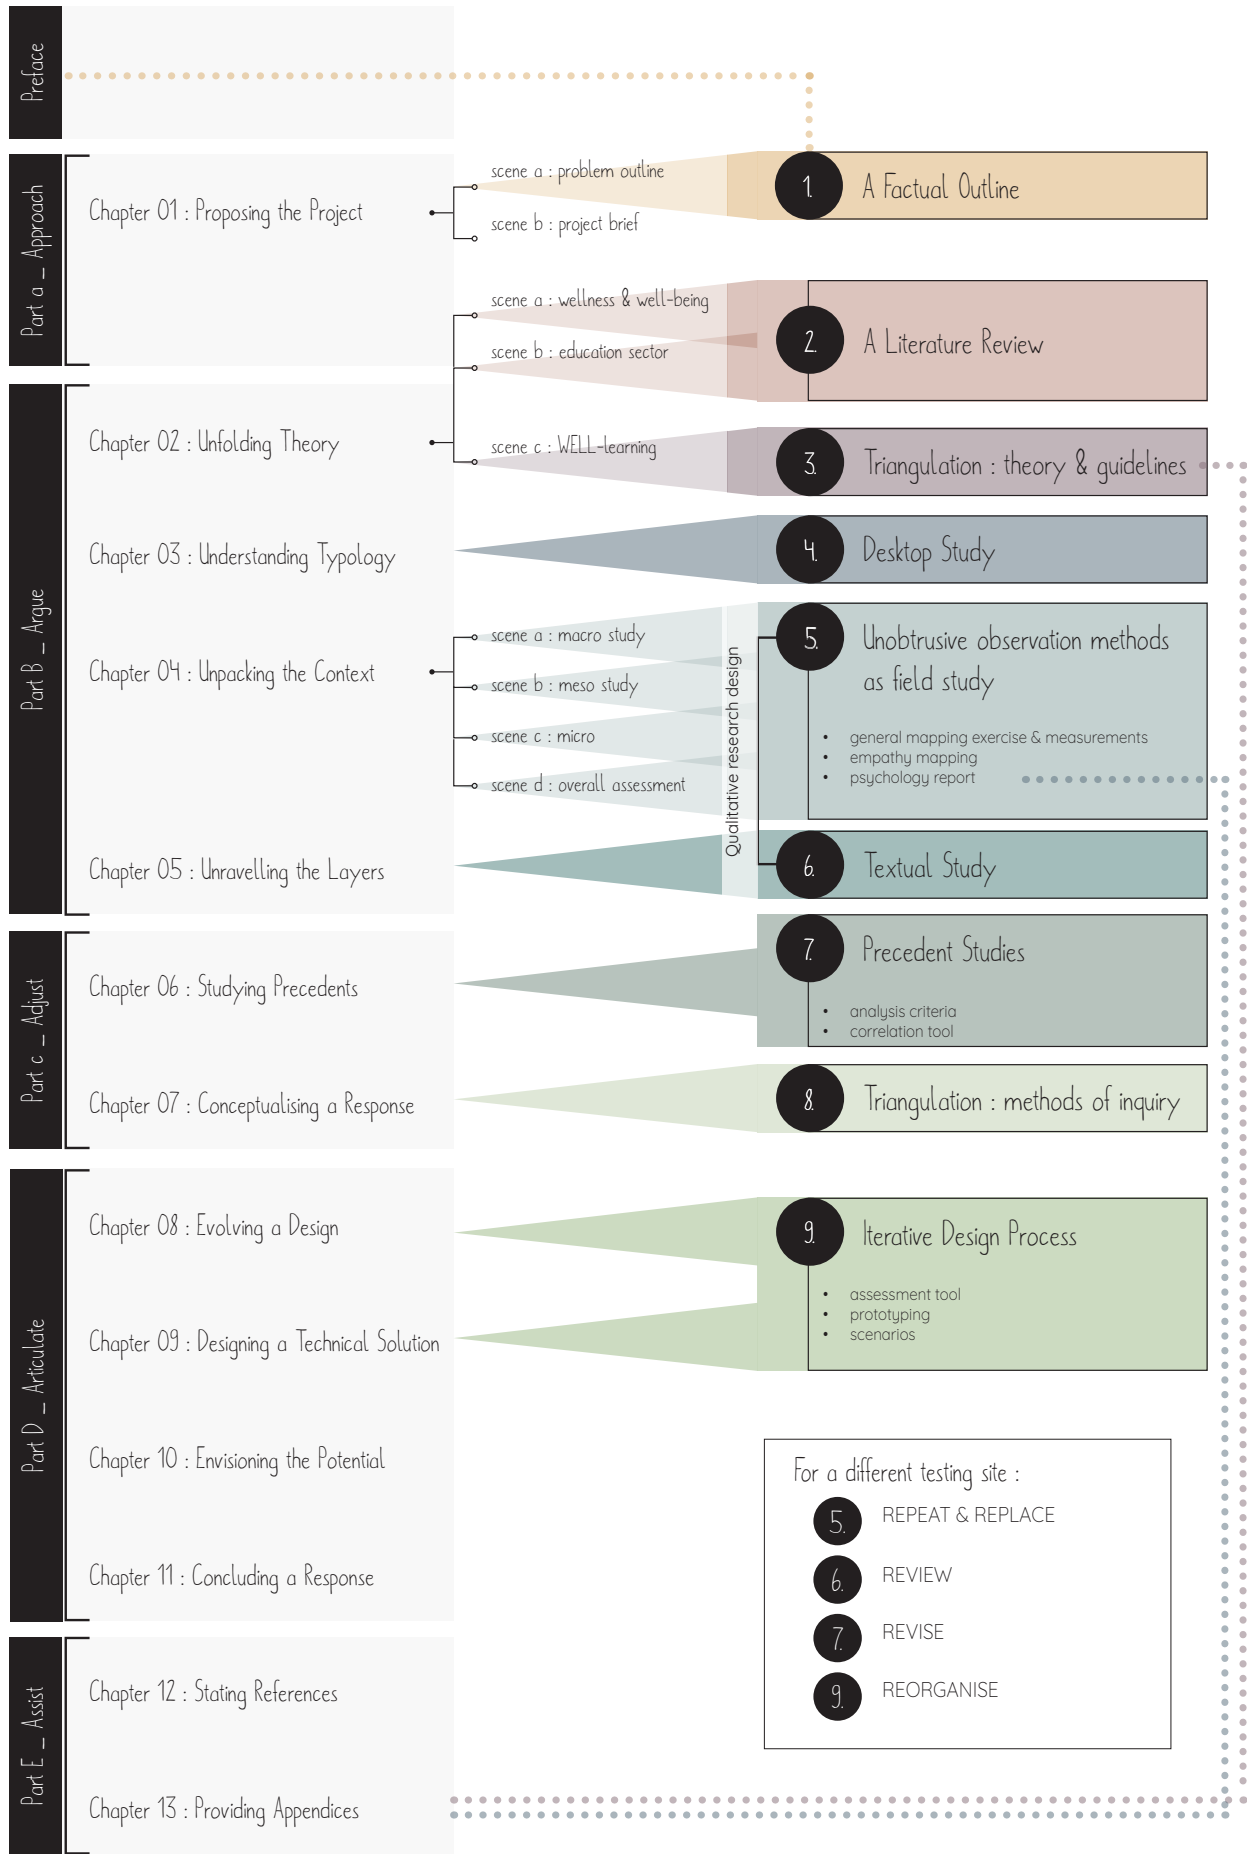 Preface
Part a _ Approach
Chapter 01 : Proposing the Project
scene a : problem outline
scene b : project brief
1.
A Factual Outline
scene a : wellness & well-being
scene b : education sector
2.
A Literature Review
Part B _ Argue
Chapter 02 : Unfolding Theory
scene c : WELL-learning
3.
Triangulation : theory & guidelines
Chapter 03 : Understanding Typology
4.
Desktop Study
Chapter 04 : Unpacking the Context
scene a : macro study
scene b : meso study
scene c : micro
scene d : overall assessment
Qualitative research design
5.
Unobtrusive observation methods
as field study
• general mapping exercise & measurements
• empathy mapping
• psychology report
Chapter 05 : Unravelling the Layers
6.
Textual Study
Part c _ Adjust
Chapter 06 : Studying Precedents
7.
Precedent Studies
• analysis criteria
• correlation tool
Chapter 07 : Conceptualising a Response
8.
Triangulation : methods of inquiry
Part D _ Articulate
Chapter 08 : Evolving a Design
9.
Iterative Design Process
• assessment tool
• prototyping
• scenarios
Chapter 09 : Designing a Technical Solution
Chapter 10 : Envisioning the Potential
Chapter 11 : Concluding a Response
For a different testing site :
5. REPEAT & REPLACE
6. REVIEW
7. REVISE
9. REORGANISE
Part E _ Assist
Chapter 12 : Stating References
Chapter 13 : Providing Appendices